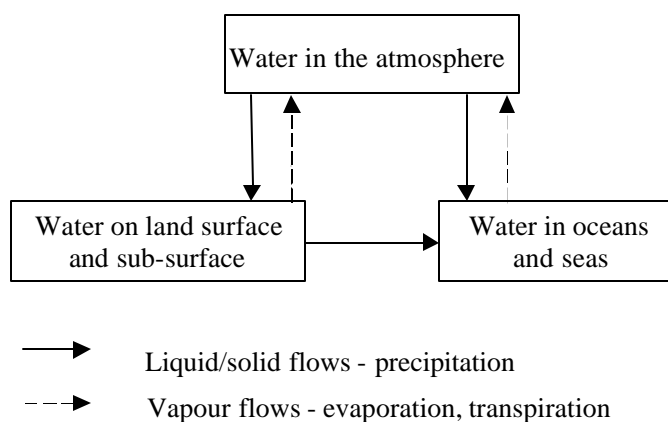 Water in the atmosphere
Water on land surface
and sub-surface
Water in oceans
and seas
Liquid/solid flows - precipitation
Vapour flows - evaporation, transpiration